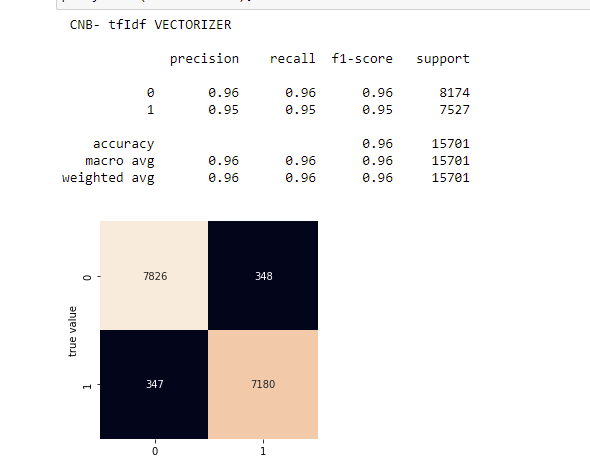 CNB- tfIdf VECTORIZER
precision recall f1-score support
0 0.96 0.96 0.96 8174
1 0.95 0.95 0.95 7527
accuracy 0.96 15701
macro avg 0.96 0.96 0.96 15701
weighted avg 0.96 0.96 0.96 15701
0 7826 348
true value
1 347 7180
0 1